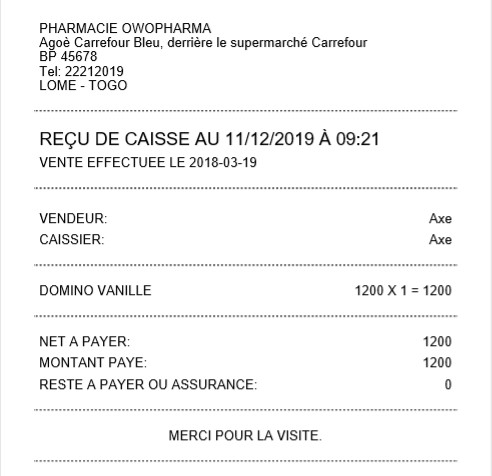 PHARMACIE OWOPHARMA
Agoè Carrefour Bleu, derrière le supermarché Carrefour
BP 45678
Tel: 22212019
LOME - TOGO
REÇU DE CAISSE AU 11/12/2019 À 09:21
VENTE EFFECTUEE LE 2018-03-19
VENDEUR: Axe
CAISSIER: Axe
DOMINO VANILLE 1200 X 1 = 1200
NET A PAYER: 1200
MONTANT PAYE: 1200
RESTE A PAYER OU ASSURANCE: 0
MERCI POUR LA VISITE.